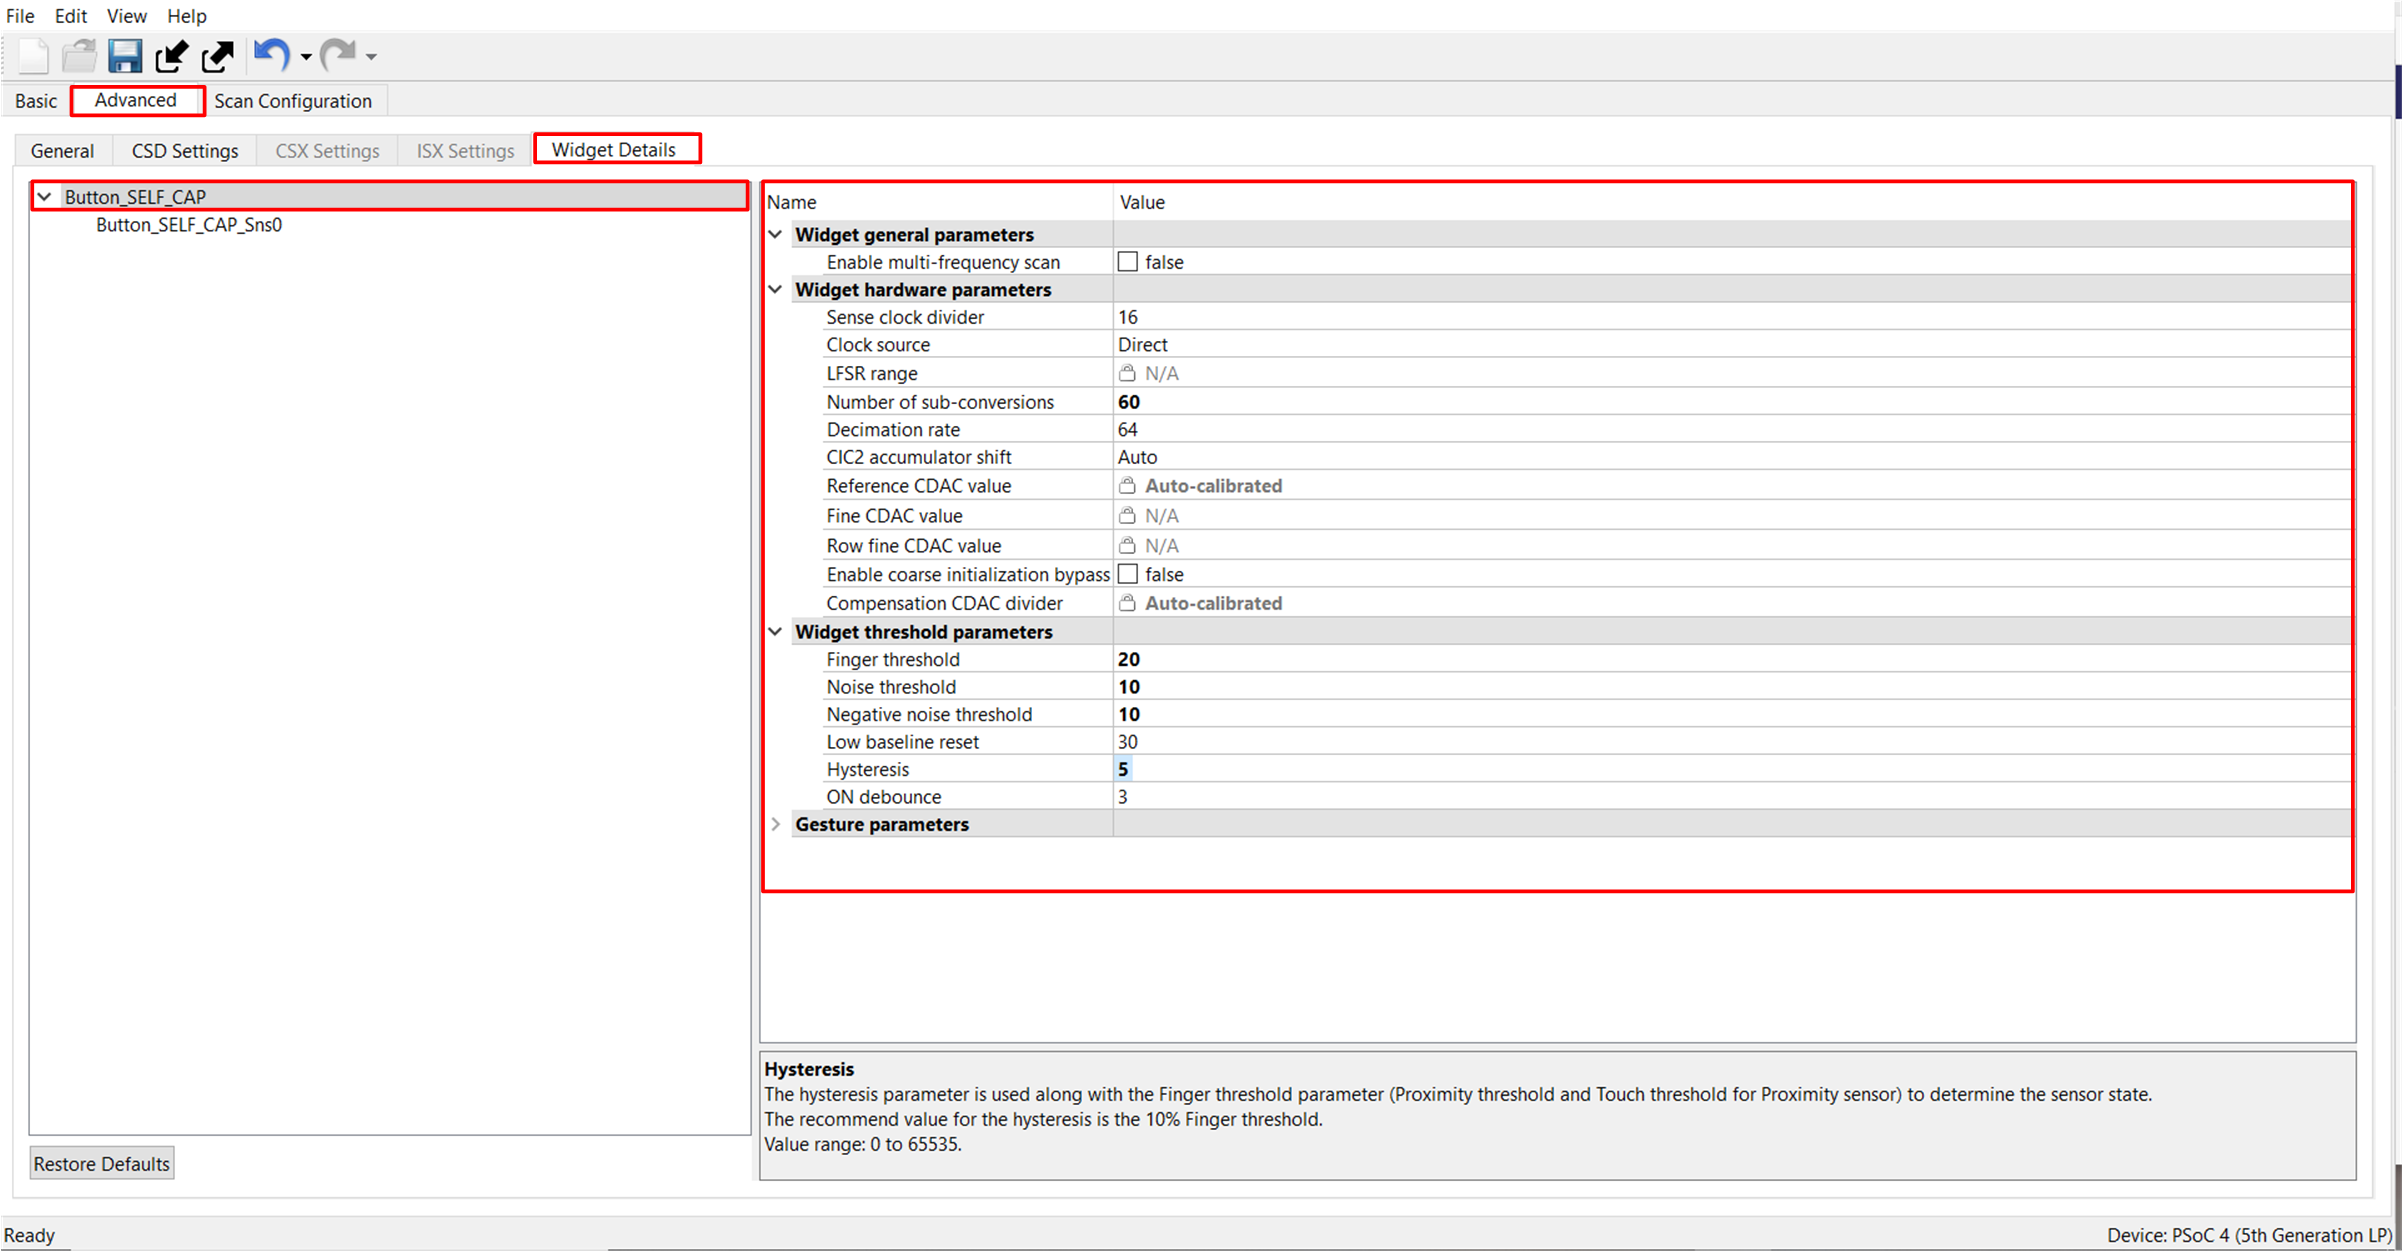 File Edit View Help
Basic Advanced Scan Configuration
General CSD Settings CSX Settings ISX Settings Widget Details
Button_SELF_CAP
Button_SELF_CAP_Sns0
Name Value
Widget general parameters
Enable multi-frequency scan false
Widget hardware parameters
Sense clock divider 16
Clock source Direct
LFSR range N/A
Number of sub-conversions 60
Decimation rate 64
CIC2 accumulator shift Auto
Reference CDAC value Auto-calibrated
Fine CDAC value N/A
Row fine CDAC value N/A
Enable coarse initialization bypass false
Compensation CDAC divider Auto-calibrated
Widget threshold parameters
Finger threshold 20
Noise threshold 10
Negative noise threshold 10
Low baseline reset 30
Hysteresis 5
ON debounce 3
Gesture parameters
Hysteresis
The hysteresis parameter is used along with the Finger threshold parameter (Proximity threshold and Touch threshold for Proximity sensor) to determine the sensor state.
The recommend value for the hysteresis is the 10% Finger threshold.
Value range: 0 to 65535.
Restore Defaults
Ready Device: PSoC 4 (5th Generation LP)